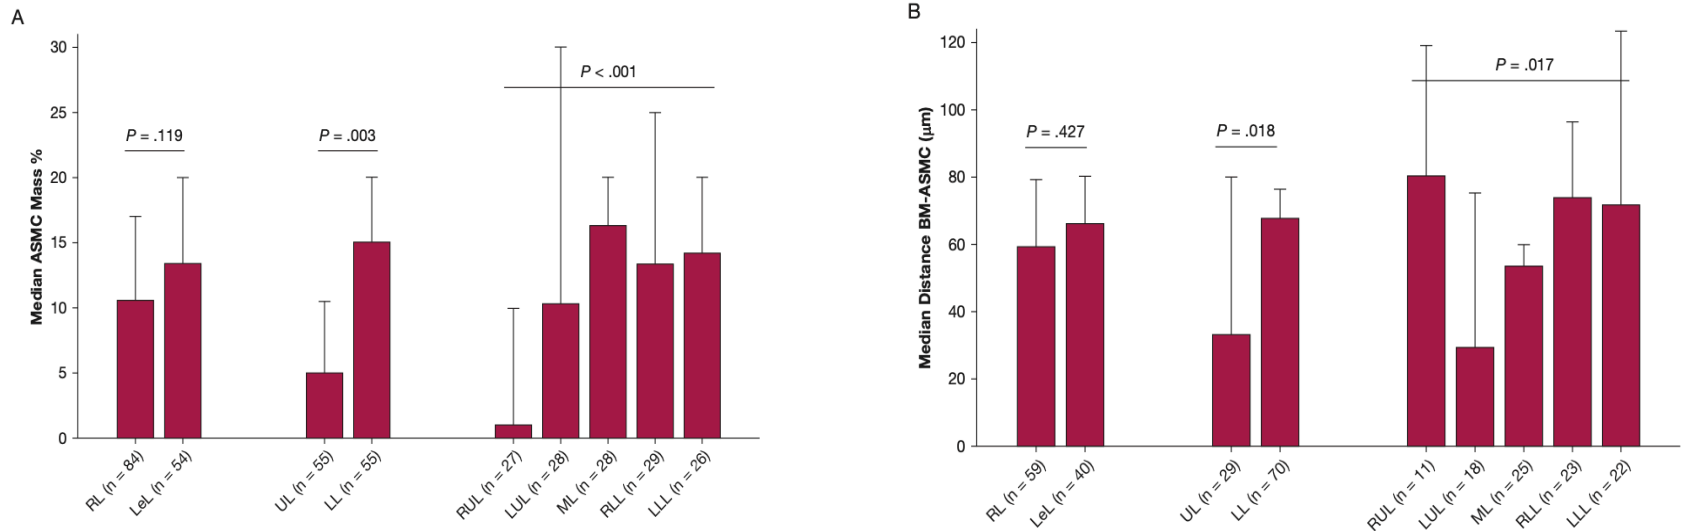 A
Median ASMC Mass %
30
25
20
15
10
5
0
P = .119
P = .003
P < .001
RL (n = 84)
LeL (n = 54)
UL (n = 55)
LL (n = 55)
RUL (n = 27)
LUL (n = 28)
ML (n = 28)
RLL (n = 29)
LLL (n = 26)
B
Median Distance BM-ASMC (μm)
120
100
80
60
40
20
0
P = .427
P = .018
P = .017
RL (n = 59)
LeL (n = 40)
UL (n = 29)
LL (n = 70)
RUL (n = 11)
LUL (n = 18)
ML (n = 25)
RLL (n = 23)
LLL (n = 22)